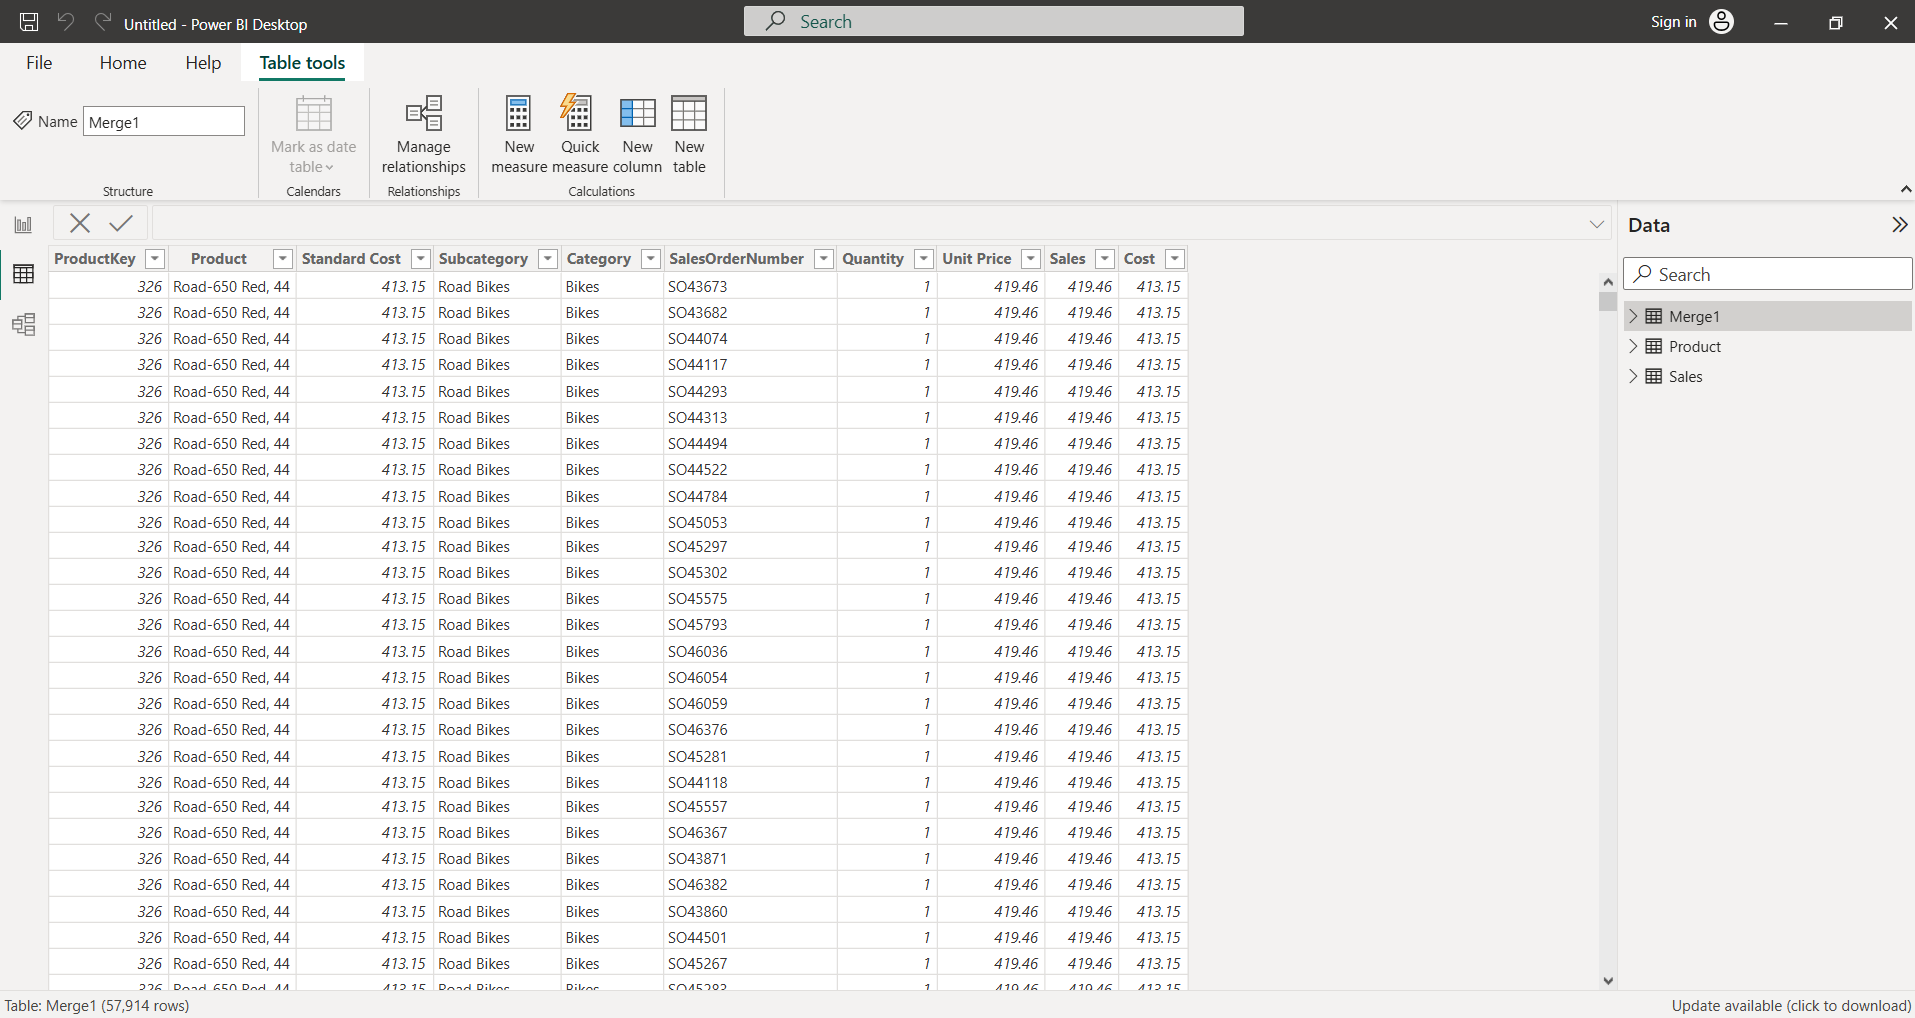 Untitled - Power BI Desktop
Search
Sign in
File Home Help Table tools
Name Merge1
Mark as date table
Manage relationships
New measure
Quick measure
New column
New table
Structure Calendars Relationships Calculations
Data
Search
Merge1
Product
Sales
ProductKey Product Standard Cost Subcategory Category SalesOrderNumber Quantity Unit Price Sales Cost
326 Road-650 Red, 44 413.15 Road Bikes Bikes SO43673 1 419.46 419.46 413.15
326 Road-650 Red, 44 413.15 Road Bikes Bikes SO43682 1 419.46 419.46 413.15
326 Road-650 Red, 44 413.15 Road Bikes Bikes SO44074 1 419.46 419.46 413.15
326 Road-650 Red, 44 413.15 Road Bikes Bikes SO44117 1 419.46 419.46 413.15
326 Road-650 Red, 44 413.15 Road Bikes Bikes SO44293 1 419.46 419.46 413.15
326 Road-650 Red, 44 413.15 Road Bikes Bikes SO44313 1 419.46 419.46 413.15
326 Road-650 Red, 44 413.15 Road Bikes Bikes SO44494 1 419.46 419.46 413.15
326 Road-650 Red, 44 413.15 Road Bikes Bikes SO44522 1 419.46 419.46 413.15
326 Road-650 Red, 44 413.15 Road Bikes Bikes SO44784 1 419.46 419.46 413.15
326 Road-650 Red, 44 413.15 Road Bikes Bikes SO45053 1 419.46 419.46 413.15
326 Road-650 Red, 44 413.15 Road Bikes Bikes SO45297 1 419.46 419.46 413.15
326 Road-650 Red, 44 413.15 Road Bikes Bikes SO45302 1 419.46 419.46 413.15
326 Road-650 Red, 44 413.15 Road Bikes Bikes SO45575 1 419.46 419.46 413.15
326 Road-650 Red, 44 413.15 Road Bikes Bikes SO45793 1 419.46 419.46 413.15
326 Road-650 Red, 44 413.15 Road Bikes Bikes SO46036 1 419.46 419.46 413.15
326 Road-650 Red, 44 413.15 Road Bikes Bikes SO46054 1 419.46 419.46 413.15
326 Road-650 Red, 44 413.15 Road Bikes Bikes SO46059 1 419.46 419.46 413.15
326 Road-650 Red, 44 413.15 Road Bikes Bikes SO46376 1 419.46 419.46 413.15
326 Road-650 Red, 44 413.15 Road Bikes Bikes SO45281 1 419.46 419.46 413.15
326 Road-650 Red, 44 413.15 Road Bikes Bikes SO44118 1 419.46 419.46 413.15
326 Road-650 Red, 44 413.15 Road Bikes Bikes SO45557 1 419.46 419.46 413.15
326 Road-650 Red, 44 413.15 Road Bikes Bikes SO46367 1 419.46 419.46 413.15
326 Road-650 Red, 44 413.15 Road Bikes Bikes SO43871 1 419.46 419.46 413.15
326 Road-650 Red, 44 413.15 Road Bikes Bikes SO46382 1 419.46 419.46 413.15
326 Road-650 Red, 44 413.15 Road Bikes Bikes SO43860 1 419.46 419.46 413.15
326 Road-650 Red, 44 413.15 Road Bikes Bikes SO44501 1 419.46 419.46 413.15
326 Road-650 Red, 44 413.15 Road Bikes Bikes SO45267 1 419.46 419.46 413.15
Table: Merge1 (57,914 rows)
Update available (click to download)